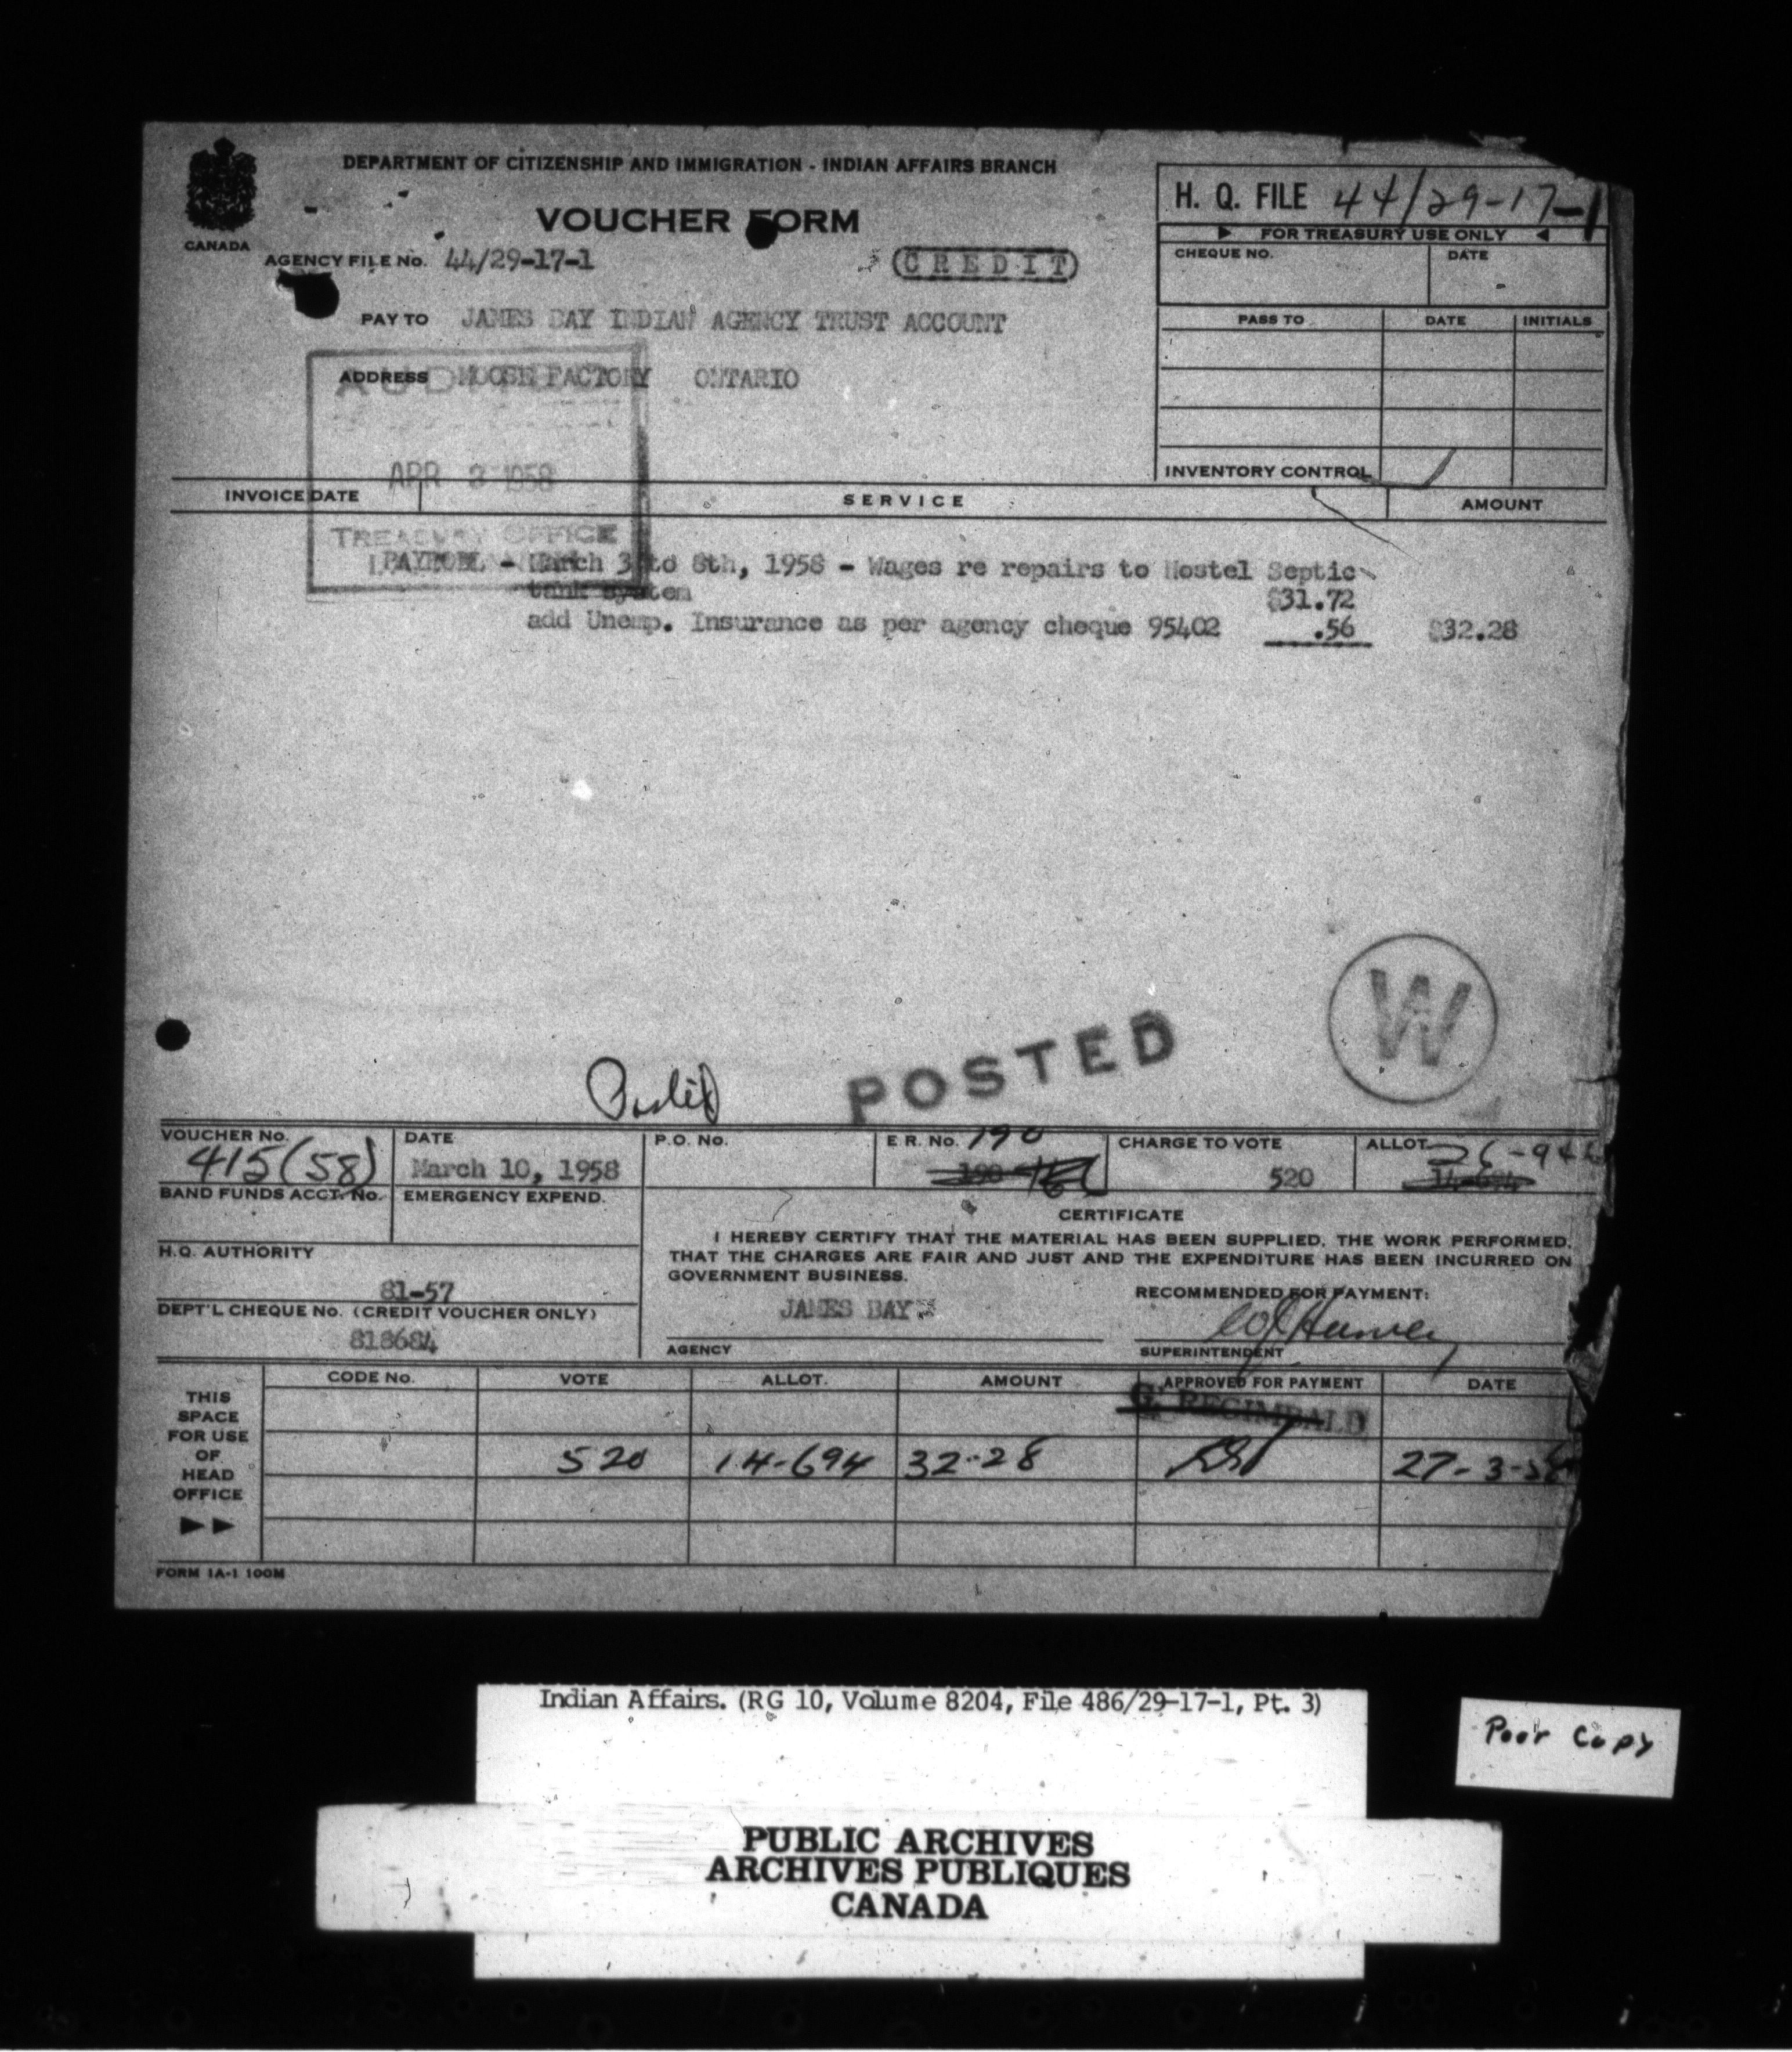 DEPARTMENT OF CITIZENSHIP AND IMMIGRATION - INDIAN AFFAIRS BRANCH
CANADA
VOUCHER FORM
H. Q. FILE 44/29-17-1
FOR TREASURY USE ONLY
CHEQUE NO. DATE
AGENCY FILE No. 44/29-17-1
CREDIT
PAY TO JAMES BAY INDIAN AGENCY TRUST ACCOUNT
PASS TO DATE INITIALS
ADDRESS MOOSE FACTORY ONTARIO
APR 2 1958
TREASURY OFFICE
INVENTORY CONTROL
INVOICE DATE SERVICE AMOUNT
PAYROLL - March 3 to 8th, 1958 - Wages re repairs to Hostel Septic
tank system $31.72
add Unemp. Insurance as per agency cheque 95402 .56 $32.28
W
POSTED
VOUCHER No. 415(58)
DATE March 10, 1958
P.O. No.
E.R. No. 190
CHARGE TO VOTE 520
ALLOT.
BAND FUNDS ACCT. No.
EMERGENCY EXPEND.
H.Q. AUTHORITY
81-57
DEPT'L CHEQUE No. (CREDIT VOUCHER ONLY)
818684
CERTIFICATE
I HEREBY CERTIFY THAT THE MATERIAL HAS BEEN SUPPLIED, THE WORK PERFORMED,
THAT THE CHARGES ARE FAIR AND JUST AND THE EXPENDITURE HAS BEEN INCURRED ON
GOVERNMENT BUSINESS.
RECOMMENDED FOR PAYMENT:
JAMES BAY
AGENCY
SUPERINTENDENT
THIS
SPACE
FOR USE
OF
HEAD
OFFICE
CODE No. VOTE ALLOT. AMOUNT APPROVED FOR PAYMENT DATE
G. REGIMBALD
520 14-694 32-28 27-3-58
FORM 1A-1 100M
Indian Affairs. (RG 10, Volume 8204, File 486/29-17-1, Pt. 3)
Poor Copy
PUBLIC ARCHIVES
ARCHIVES PUBLIQUES
CANADA